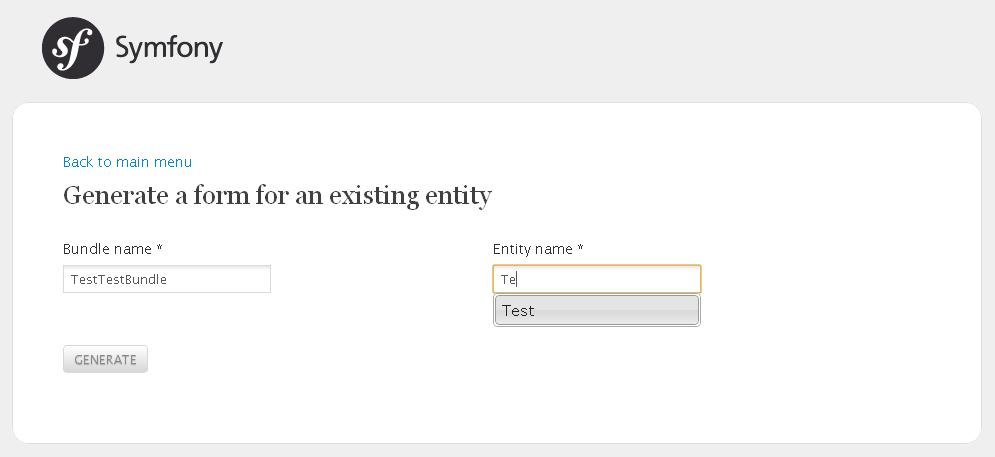 sf Symfony
Back to main menu
Generate a form for an existing entity
Bundle name *
Entity name *
TestTestBundle
Te
Test
GENERATE